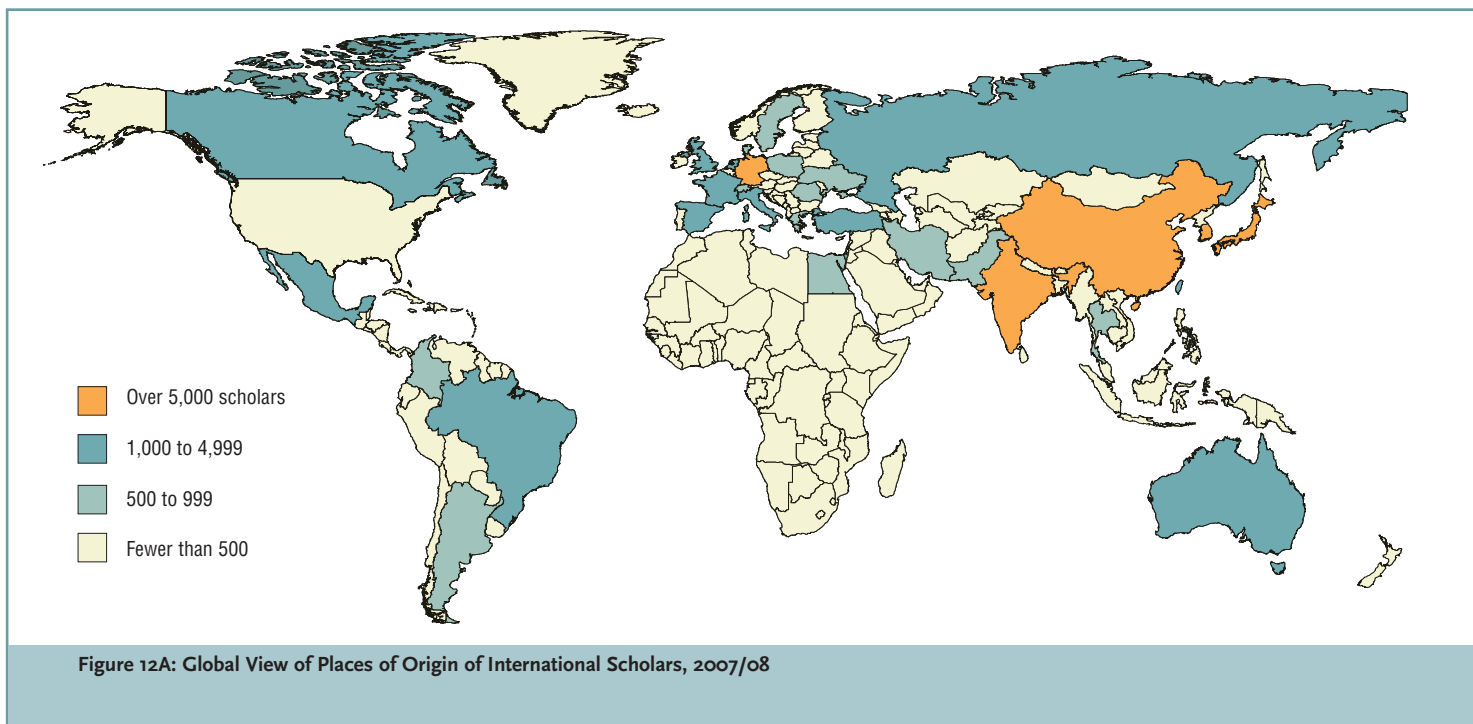 Over 5,000 scholars
1,000 to 4,999
500 to 999
Fewer than 500
Figure 12A: Global View of Places of Origin of International Scholars, 2007/08